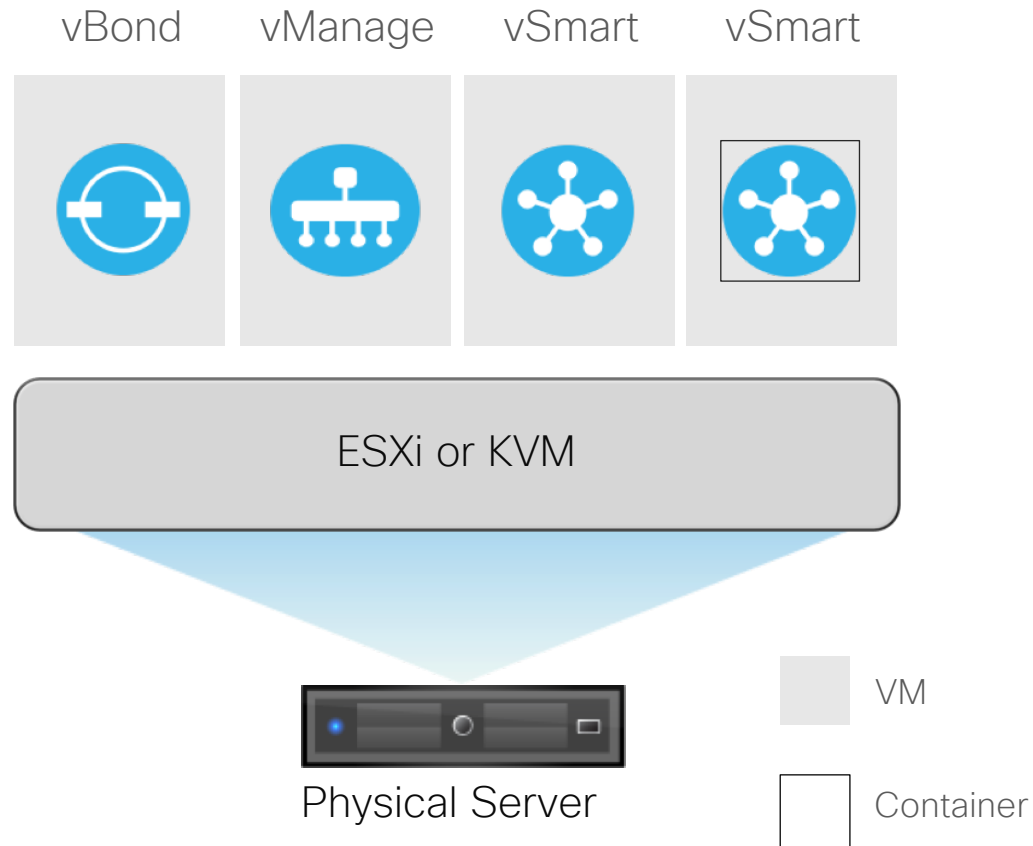 vBond vManage vSmart vSmart
ESXi or KVM
VM
Physical Server
Container